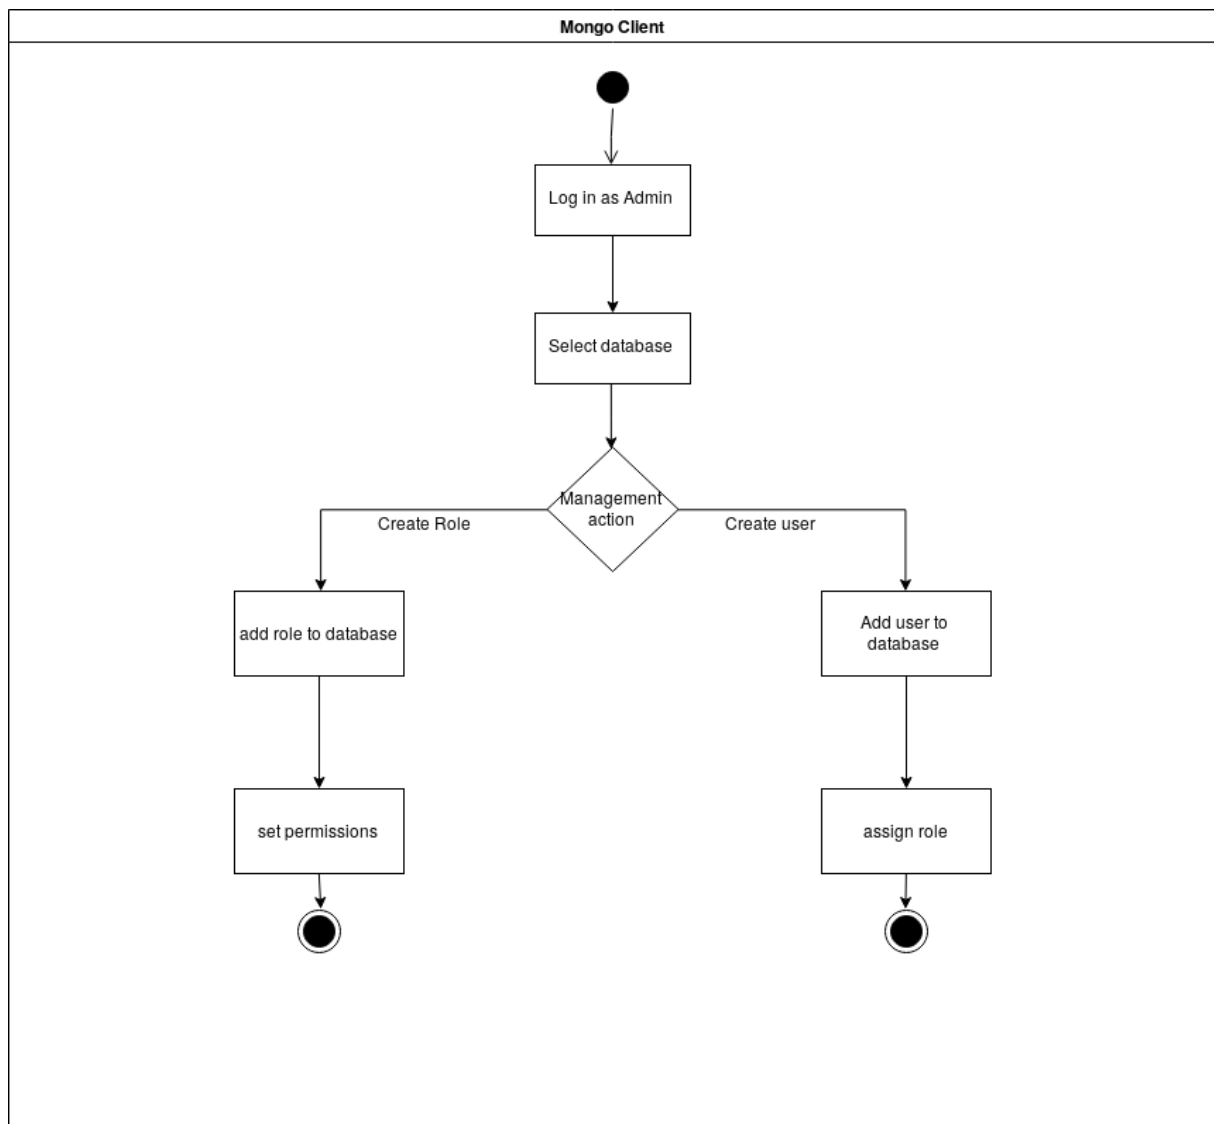 Mongo Client
Log in as Admin
Select database
Management
action
Create Role
Create user
add role to database
Add user to
database
set permissions
assign role